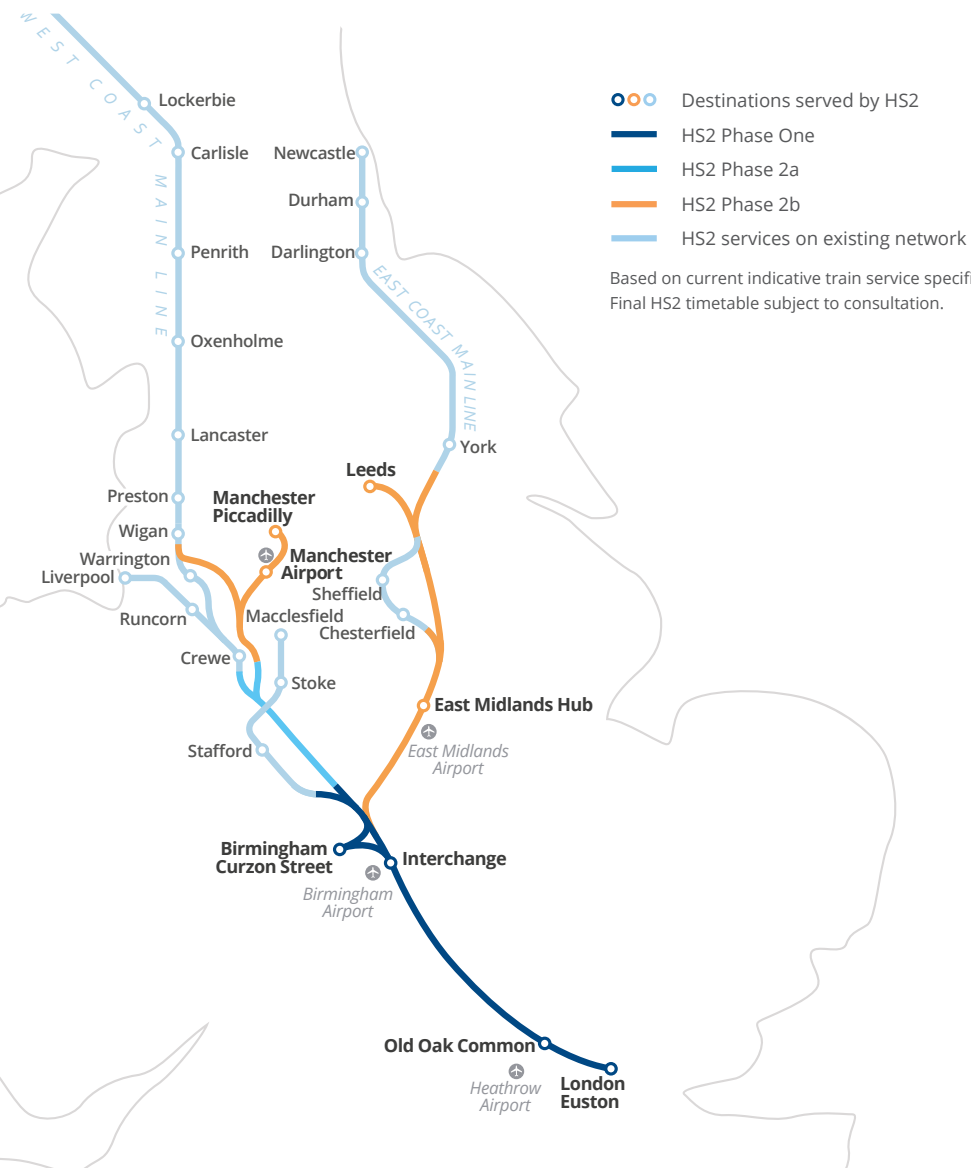 WEST COAST MAIN LINE
Lockerbie
Carlisle
Newcastle
Durham
Penrith
Darlington
EAST COAST MAIN LINE
Oxenholme
Lancaster
York
Leeds
Preston
Manchester
Piccadilly
Wigan
Manchester
Airport
Warrington
Liverpool
Sheffield
Runcorn
Macclesfield
Chesterfield
Crewe
Stoke
East Midlands Hub
East Midlands
Airport
Stafford
Birmingham
Curzon Street
Interchange
Birmingham
Airport
Old Oak Common
Heathrow
Airport
London
Euston
Destinations served by HS2
HS2 Phase One
HS2 Phase 2a
HS2 Phase 2b
HS2 services on existing network
Based on current indicative train service specifi
Final HS2 timetable subject to consultation.